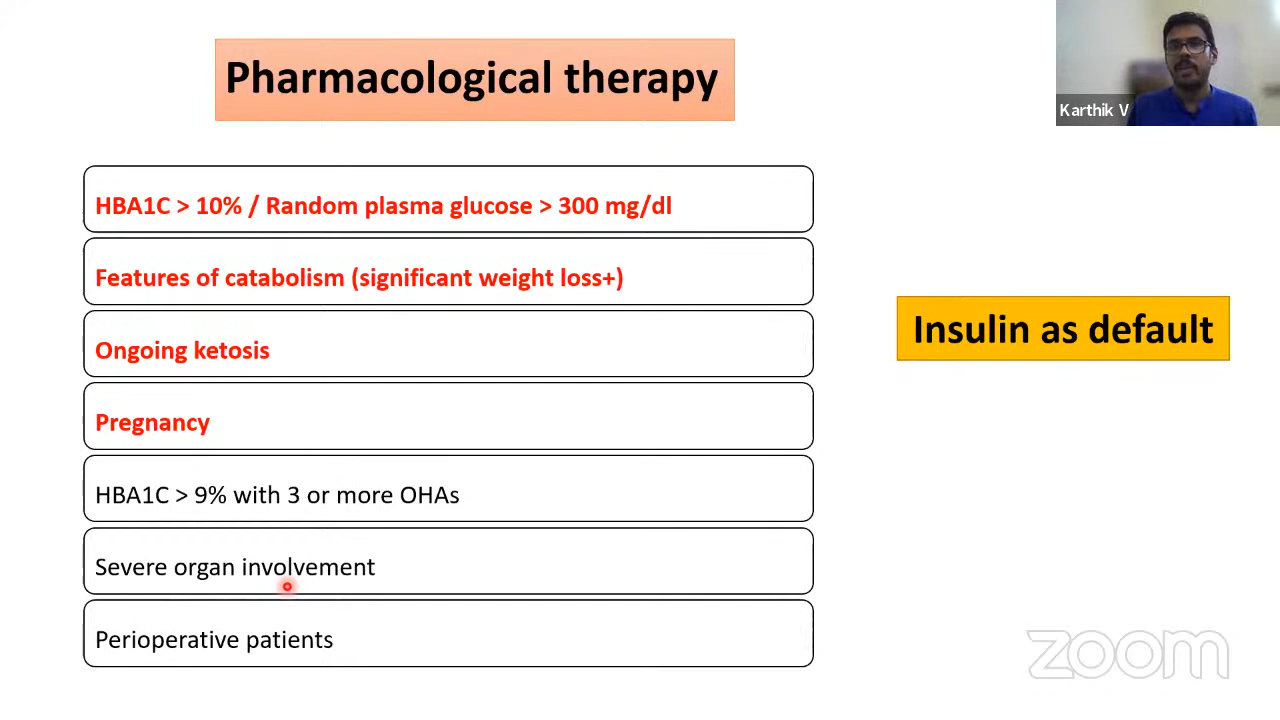 Pharmacological therapy
Karthik V
HBA1C > 10% / Random plasma glucose > 300 mg/dl
Features of catabolism (significant weight loss+)
Ongoing ketosis
Pregnancy
HBA1C > 9% with 3 or more OHAs
Severe organ involvement
Perioperative patients
Insulin as default
zoom